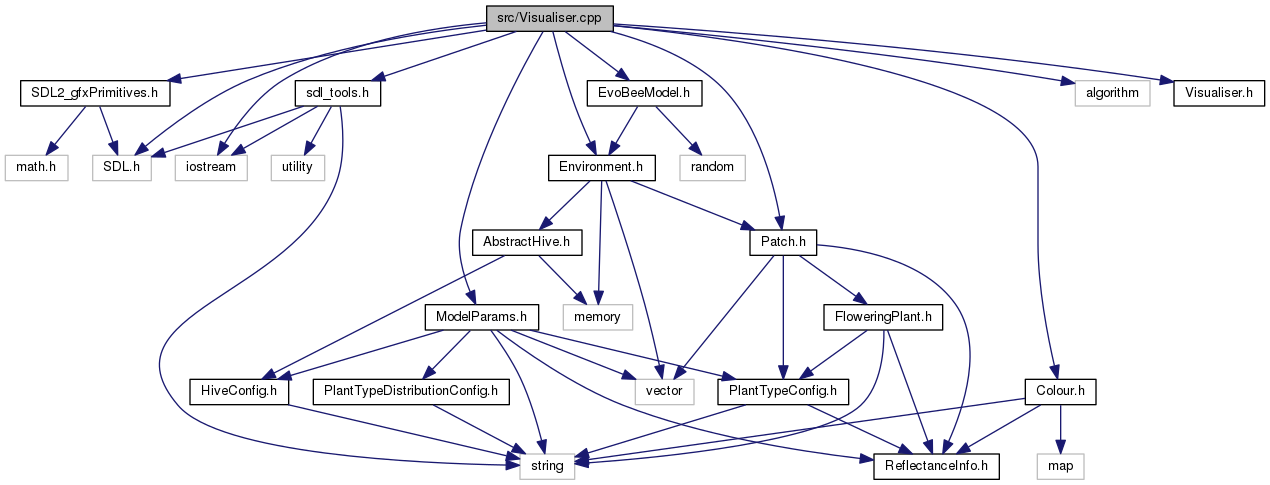 src/Visualiser.cpp
SDL2_gfxPrimitives.h
sdl_tools.h
EvoBeeModel.h
algorithm
Visualiser.h
math.h
SDL.h
iostream
utility
Environment.h
random
AbstractHive.h
Patch.h
ModelParams.h
memory
FloweringPlant.h
HiveConfig.h
PlantTypeDistributionConfig.h
vector
PlantTypeConfig.h
Colour.h
string
ReflectanceInfo.h
map